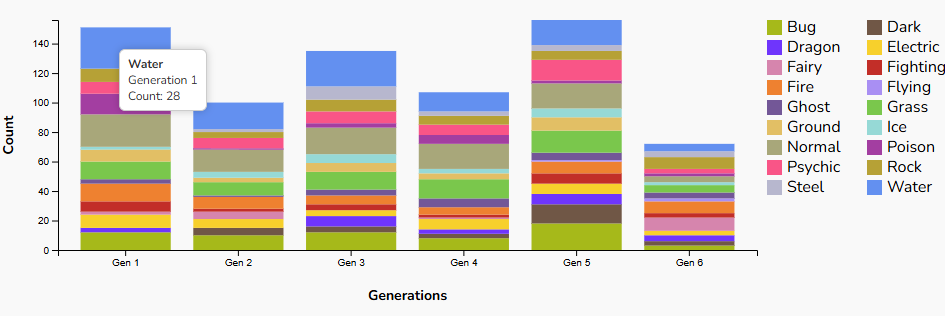 Count
140
120
100
80
60
40
20
0
Water
Generation 1
Count: 28
Gen 1
Gen 2
Gen 3
Gen 4
Gen 5
Gen 6
Generations
Bug
Dark
Dragon
Electric
Fairy
Fighting
Fire
Flying
Ghost
Grass
Ground
Ice
Normal
Poison
Psychic
Rock
Steel
Water